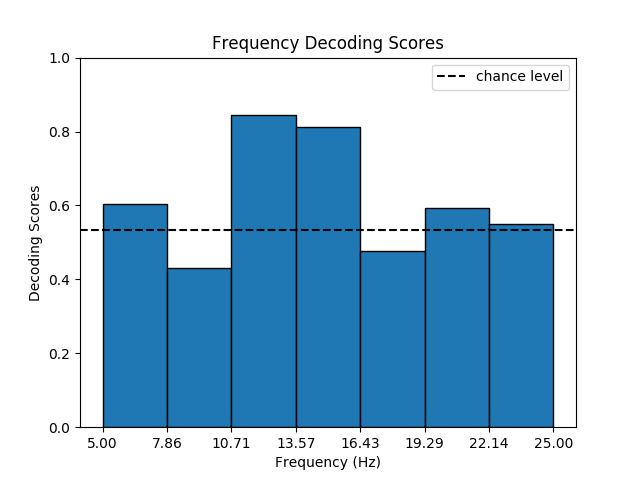 Frequency Decoding Scores
chance level
1.0
0.8
0.6
0.4
0.2
0.0
Decoding Scores
5.00 7.86 10.71 13.57 16.43 19.29 22.14 25.00
Frequency (Hz)